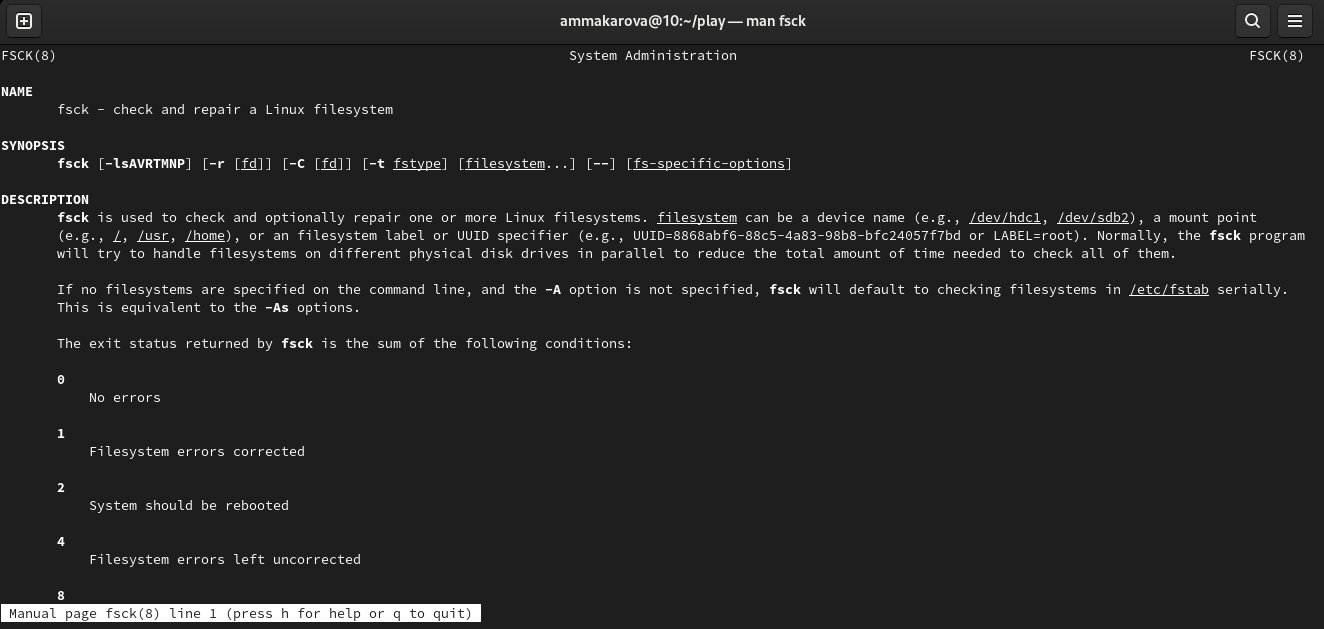 ammakarova@10:~/play — man fsck
FSCK(8) System Administration FSCK(8)
NAME
fsck - check and repair a Linux filesystem
SYNOPSIS
fsck [-lsAVRTMNP] [-r [fd]] [-C [fd]] [-t fstype] [filesystem...] [--] [fs-specific-options]
DESCRIPTION
fsck is used to check and optionally repair one or more Linux filesystems. filesystem can be a device name (e.g., /dev/hdc1, /dev/sdb2), a mount point
(e.g., /, /usr, /home), or an filesystem label or UUID specifier (e.g., UUID=8868abf6-88c5-4a83-98b8-bfc24057f7bd or LABEL=root). Normally, the fsck program
will try to handle filesystems on different physical disk drives in parallel to reduce the total amount of time needed to check all of them.
If no filesystems are specified on the command line, and the -A option is not specified, fsck will default to checking filesystems in /etc/fstab serially.
This is equivalent to the -As options.
The exit status returned by fsck is the sum of the following conditions:
0
No errors
1
Filesystem errors corrected
2
System should be rebooted
4
Filesystem errors left uncorrected
8
Manual page fsck(8) line 1 (press h for help or q to quit)